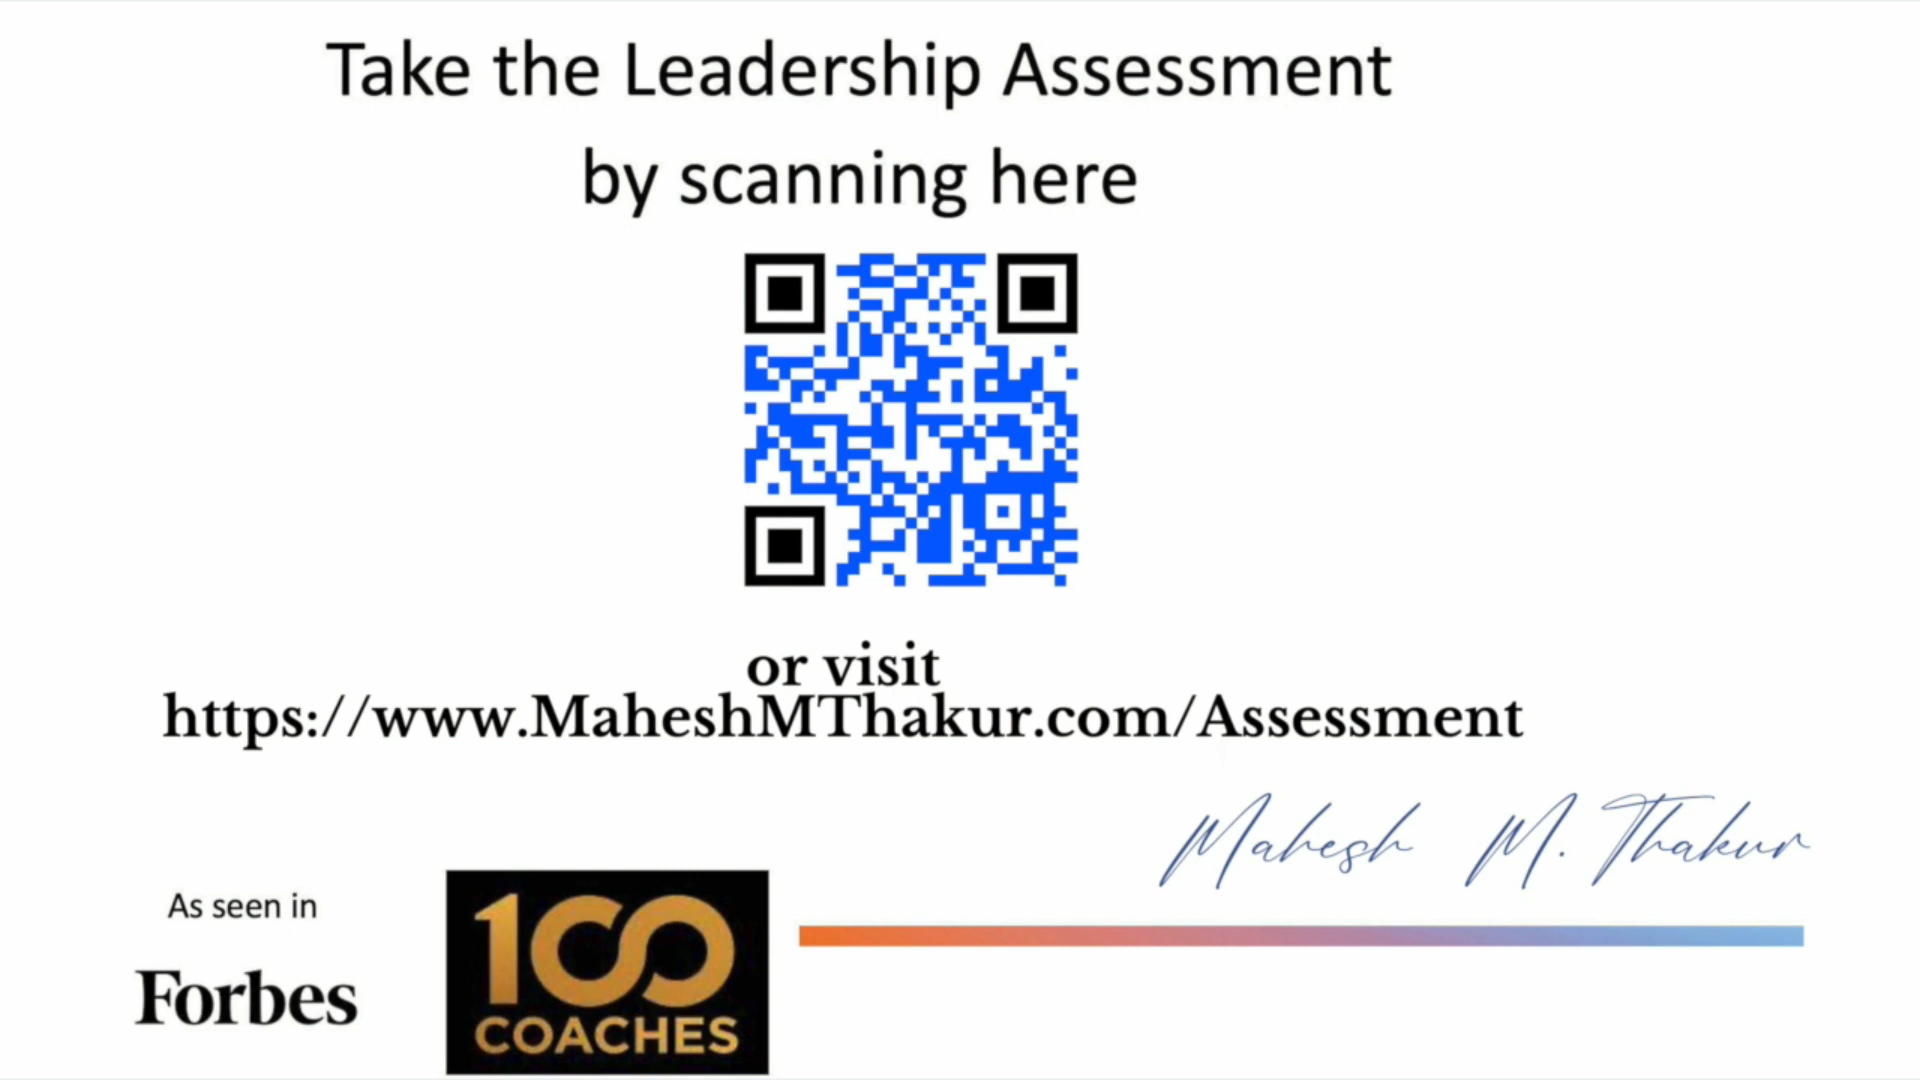 Take the Leadership Assessment
by scanning here
or visit
https://www.MaheshMThakur.com/Assessment
Mahesh M. Thakur
As seen in
Forbes
100
COACHES